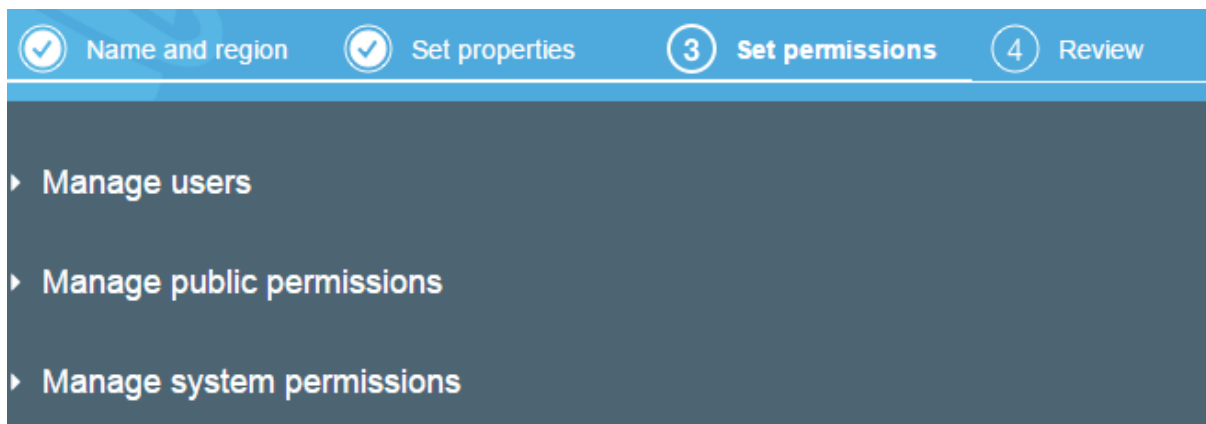 Name and region Set properties 3 Set permissions 4 Review
Manage users
Manage public permissions
Manage system permissions